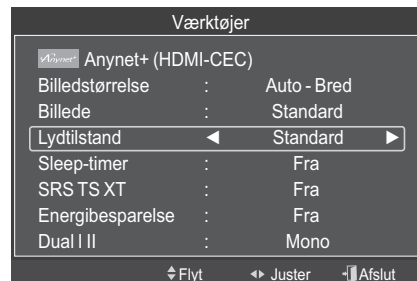 Værktøjer
Anynet+ Anynet+ (HDMI-CEC)
Billedstørrelse : Auto - Bred
Billede : Standard
Lydtilstand ◄ Standard ►
Sleep-timer : Fra
SRS TS XT : Fra
Energibesparelse : Fra
Dual I II : Mono
Flyt Juster Afslut